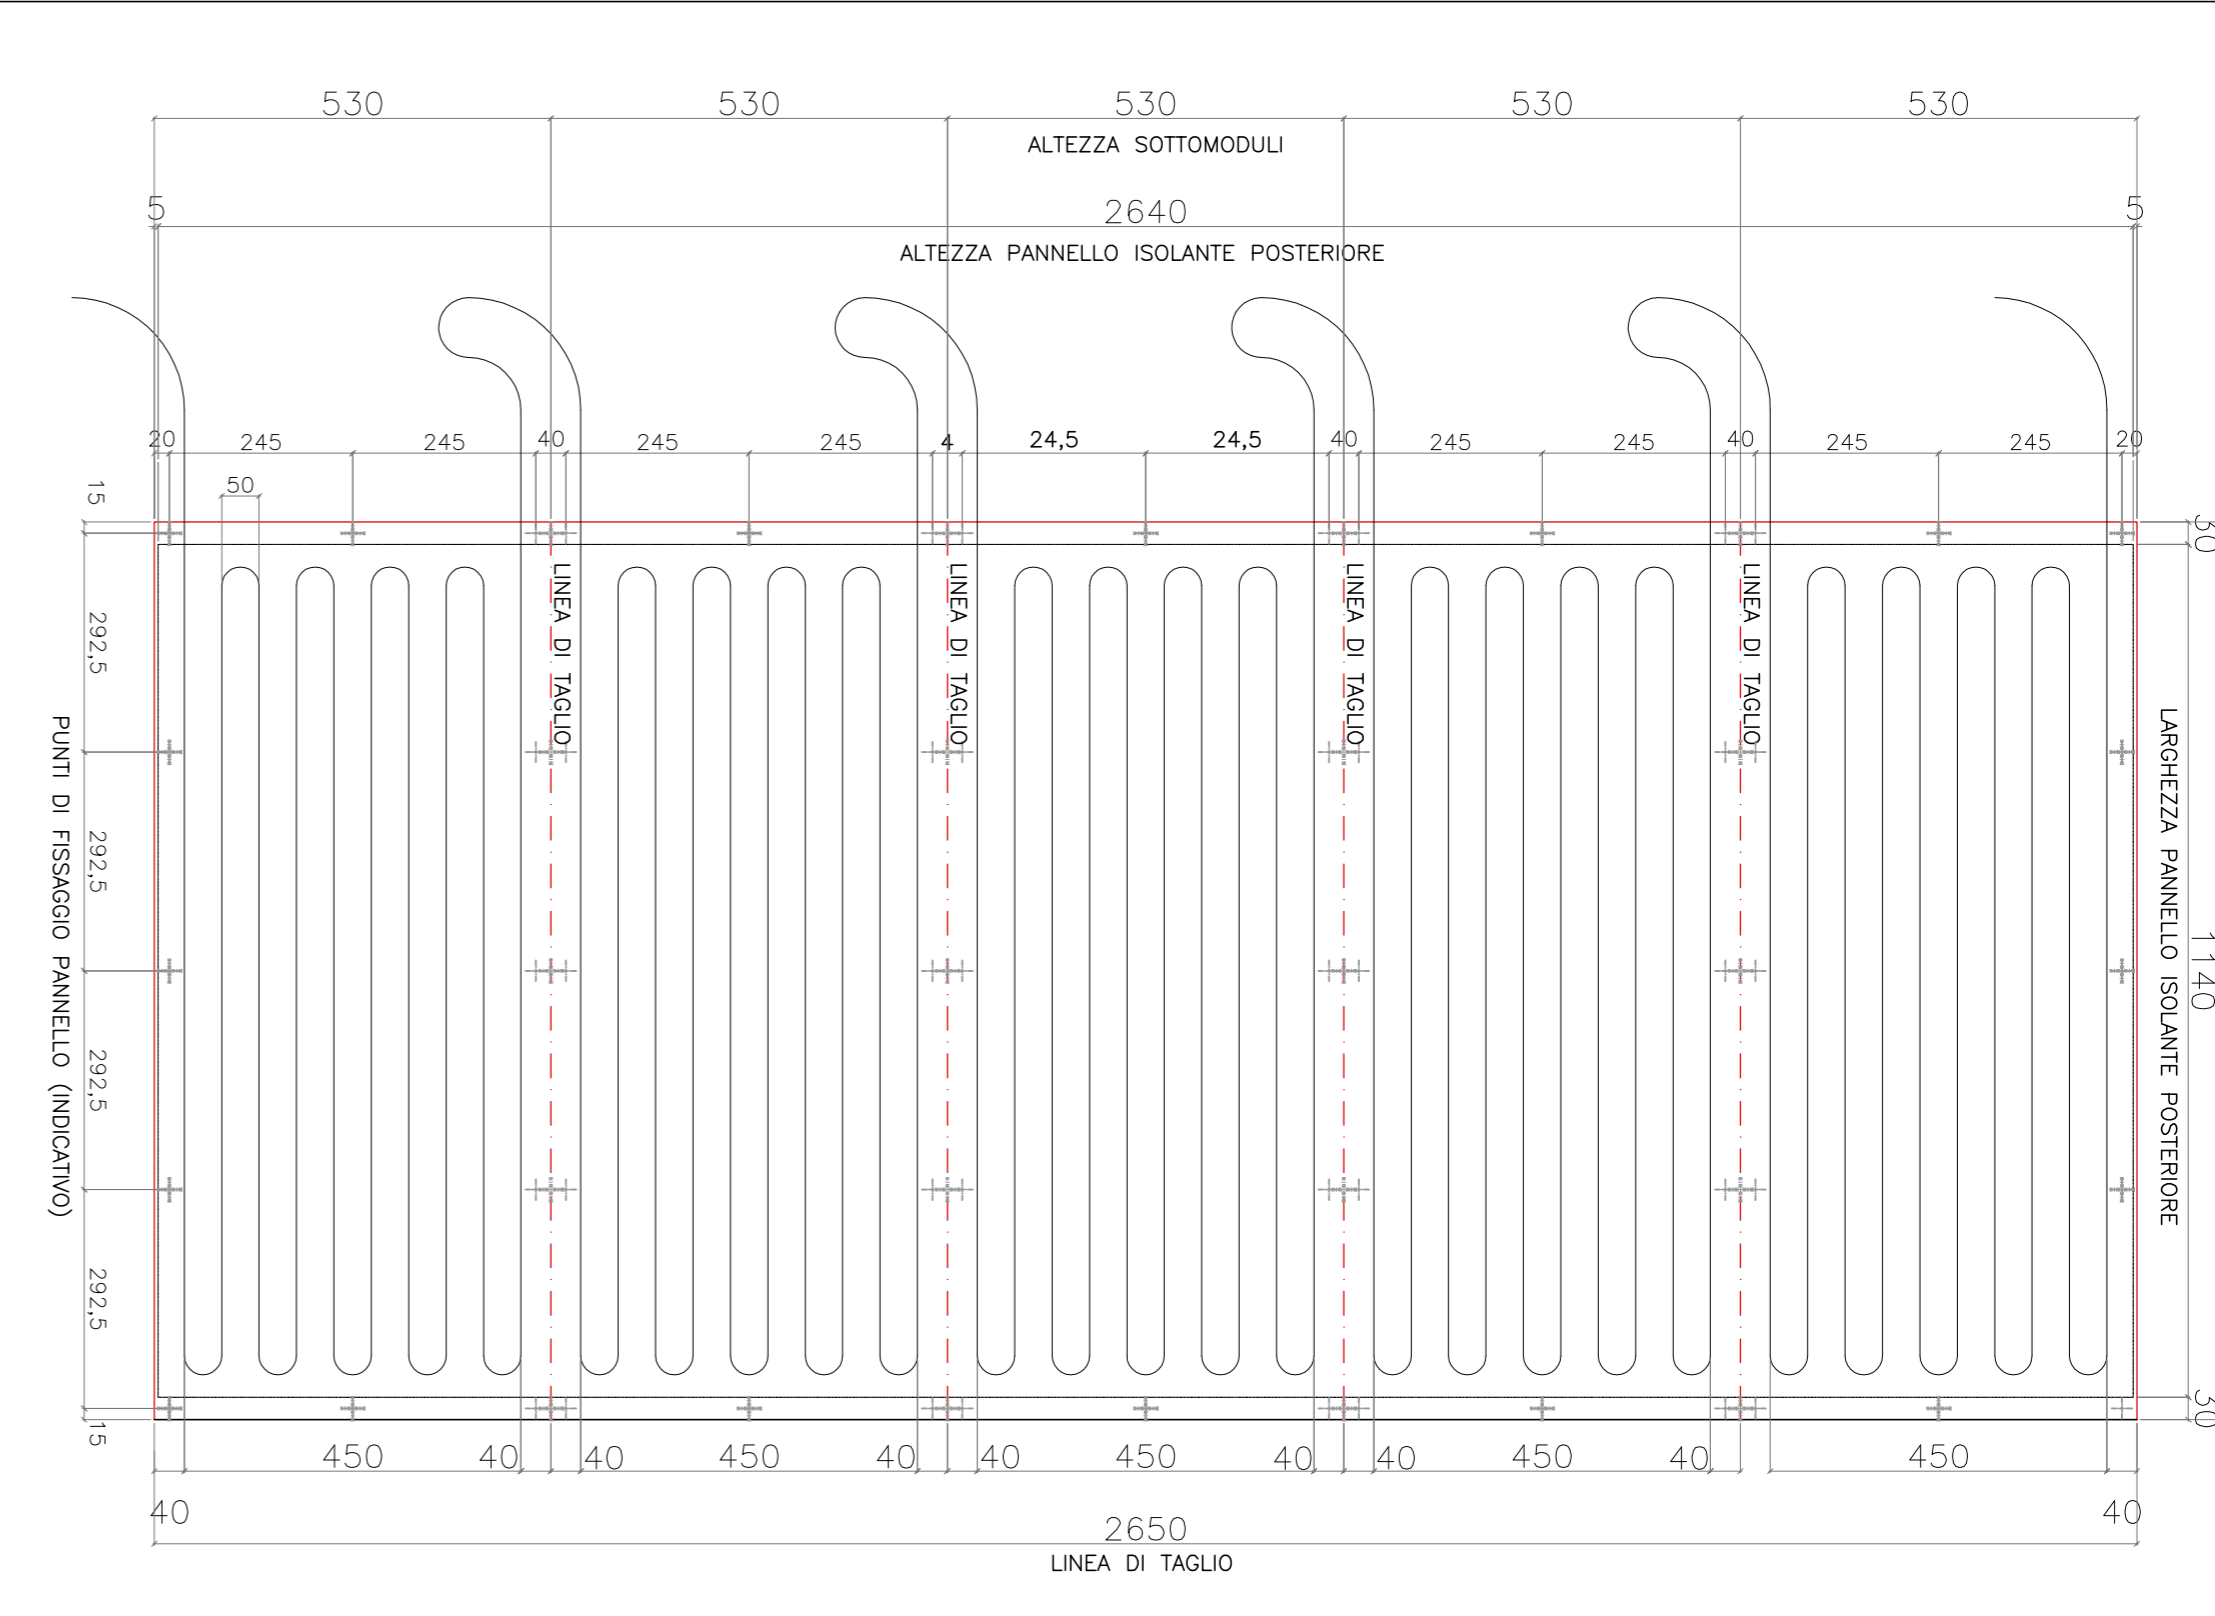 530 530 530 530 530
ALTEZZA SOTTOMODULI
5 2640 5
ALTEZZA PANNELLO ISOLANTE POSTERIORE
20 245 245 40 245 245 4 24,5 24,5 40 245 245 40 245 245 20
50
15
292,5
292,5
292,5
292,5
15
PUNTI DI FISSAGGIO PANNELLO (INDICATIVO)
LINEA DI TAGLIO
LINEA DI TAGLIO
LINEA DI TAGLIO
LINEA DI TAGLIO
30
1140
30
LARGHEZZA PANNELLO ISOLANTE POSTERIORE
450 40 40 450 40 40 450 40 40 450 40 450
40 40
2650
LINEA DI TAGLIO